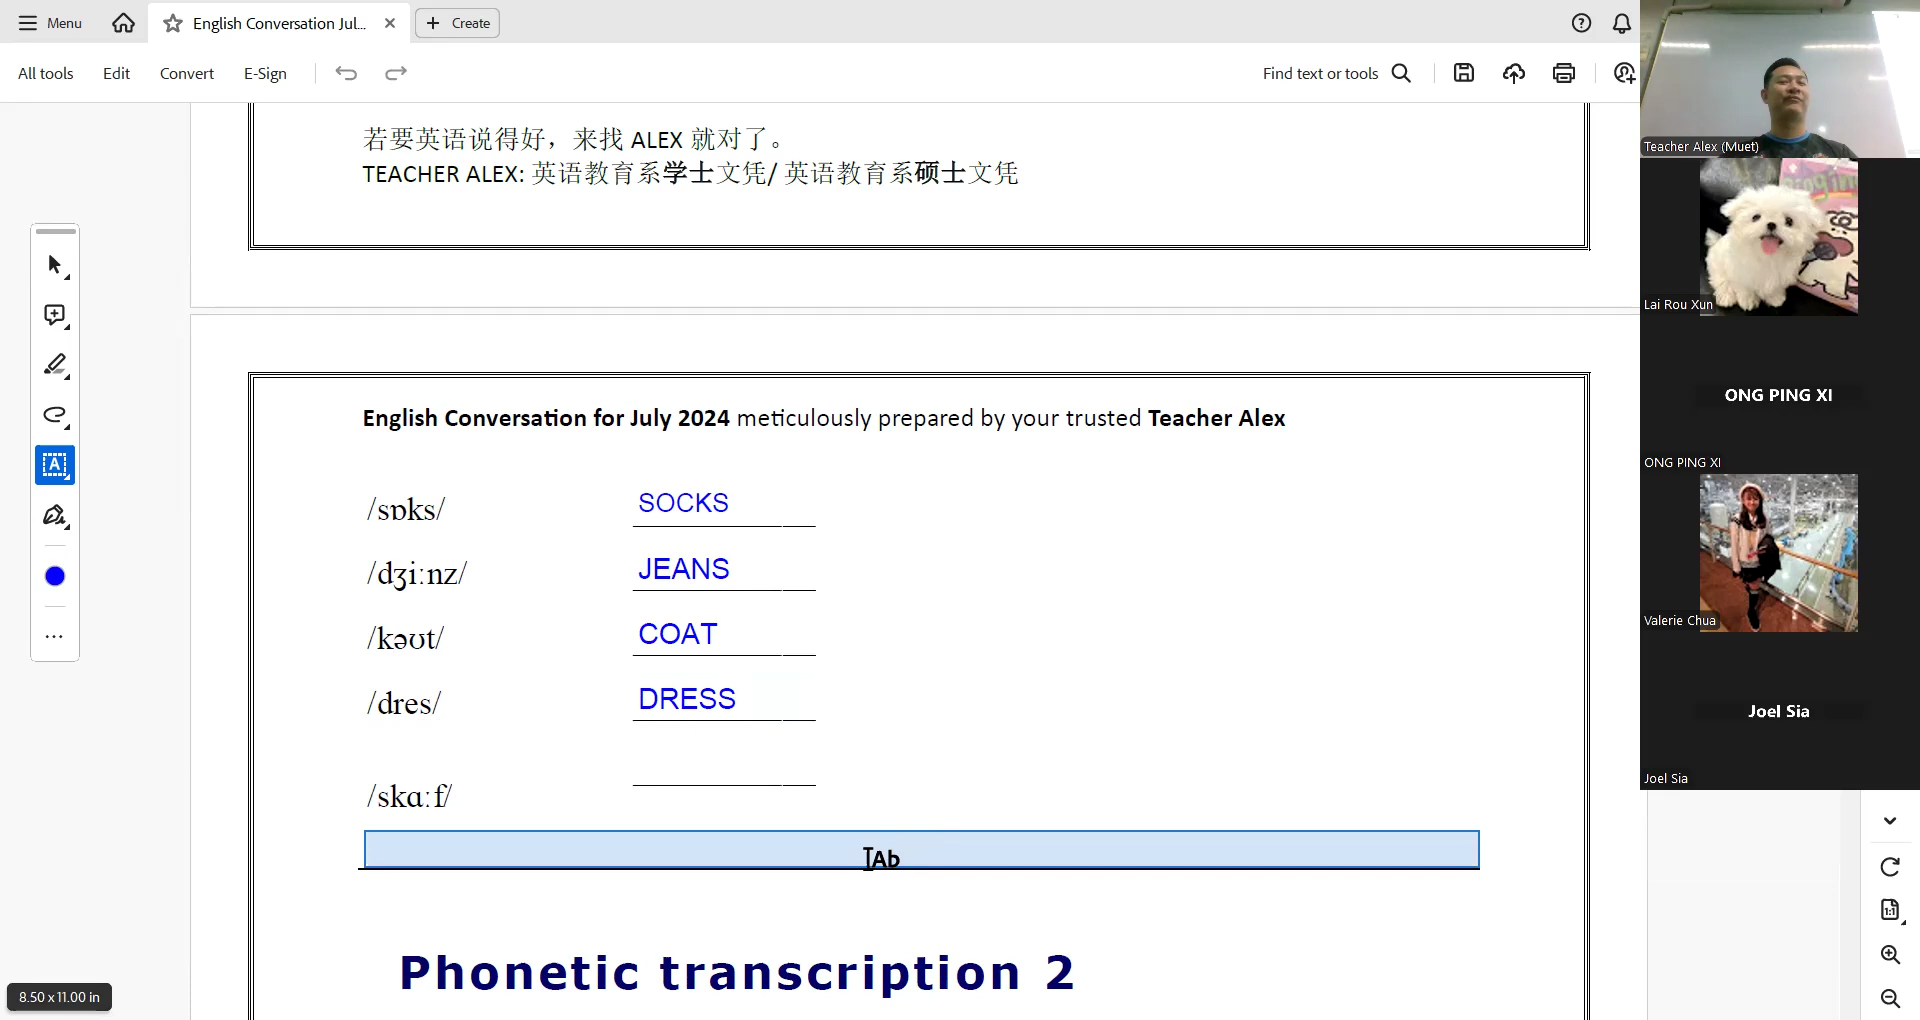 Menu
English Conversation Jul...
Create
All tools
Edit
Convert
E-Sign
Find text or tools
若要英语说得好，来找 ALEX 就对了。
TEACHER ALEX: 英语教育系学士文凭/ 英语教育系硕士文凭
English Conversation for July 2024 meticulously prepared by your trusted Teacher Alex
/sɒks/ SOCKS
/dʒiːnz/ JEANS
/kəʊt/ COAT
/dres/ DRESS
/skɑːf/
Ab
Phonetic transcription 2
8.50 x 11.00 in
Teacher Alex (Muet)
Lai Rou Xun
ONG PING XI
ONG PING XI
Valerie Chua
Joel Sia
Joel Sia